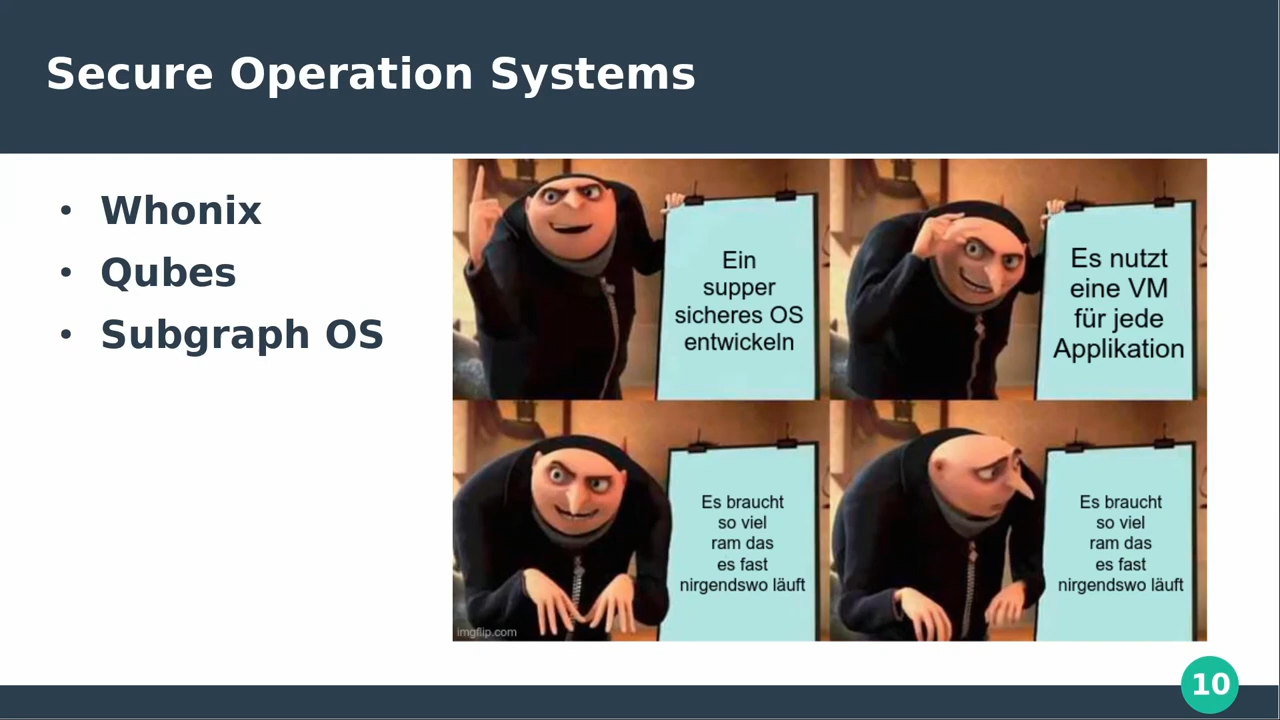 Secure Operation Systems
• Whonix
• Qubes
• Subgraph OS
Ein
supper
sicheres OS
entwickeln
Es nutzt
eine VM
für jede
Applikation
Es braucht
so viel
ram das
es fast
nirgendswo läuft
Es braucht
so viel
ram das
es fast
nirgendswo läuft
imgflip.com
10